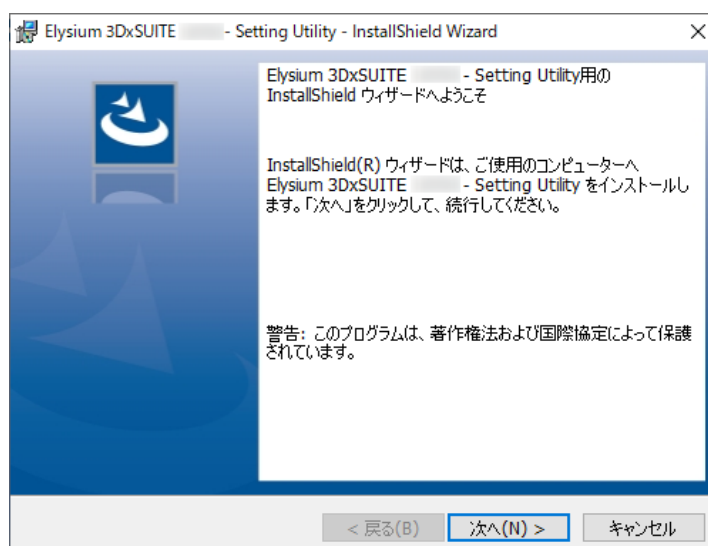 Elysium 3DxSUITE - Setting Utility - InstallShield Wizard
Elysium 3DxSUITE - Setting Utility用の
InstallShield ウィザードへようこそ
InstallShield(R) ウィザードは、ご使用のコンピューターへ
Elysium 3DxSUITE - Setting Utility をインストールし
ます。「次へ」をクリックして、続行してください。
警告: このプログラムは、著作権法および国際協定によって保護
されています。
< 戻る(B) 次へ(N) > キャンセル